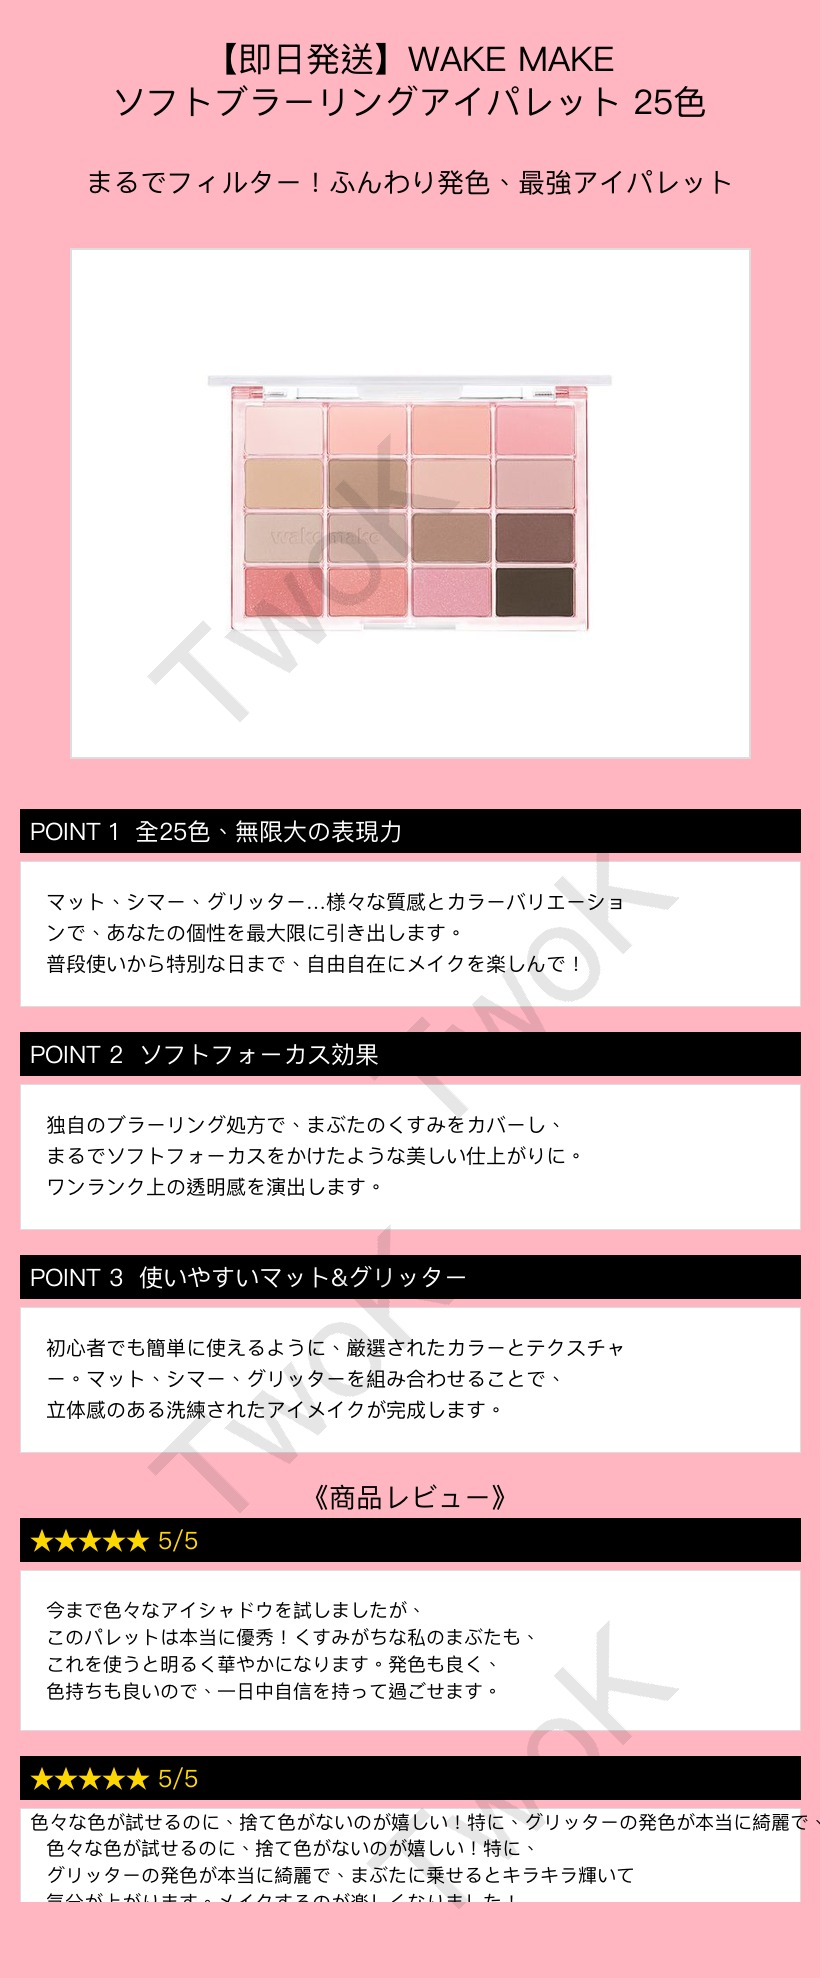 【即日発送】WAKE MAKE
ソフトブラーリングアイパレット 25色
まるでフィルター！ふんわり発色、最強アイパレット
wake make
TwoK
POINT 1 全25色、無限大の表現力
マット、シマー、グリッター…様々な質感とカラーバリエーショ
ンで、あなたの個性を最大限に引き出します。
普段使いから特別な日まで、自由自在にメイクを楽しんで！
TwoK
POINT 2 ソフトフォーカス効果
独自のブラーリング処方で、まぶたのくすみをカバーし、
まるでソフトフォーカスをかけたような美しい仕上がりに。
ワンランク上の透明感を演出します。
POINT 3 使いやすいマット&グリッター
初心者でも簡単に使えるように、厳選されたカラーとテクスチャ
ー。マット、シマー、グリッターを組み合わせることで、
立体感のある洗練されたアイメイクが完成します。
TwoK
《商品レビュー》
★★★★★ 5/5
今まで色々なアイシャドウを試しましたが、
このパレットは本当に優秀！くすみがちな私のまぶたも、
これを使うと明るく華やかになります。発色も良く、
色持ちも良いので、一日中自信を持って過ごせます。
TwoK
★★★★★ 5/5
色々な色が試せるのに、捨て色がないのが嬉しい！特に、グリッターの発色が本当に綺麗で、
色々な色が試せるのに、捨て色がないのが嬉しい！特に、
グリッターの発色が本当に綺麗で、まぶたに乗せるとキラキラ輝いて
気分が上がります。メイクするのが楽しくなりました！